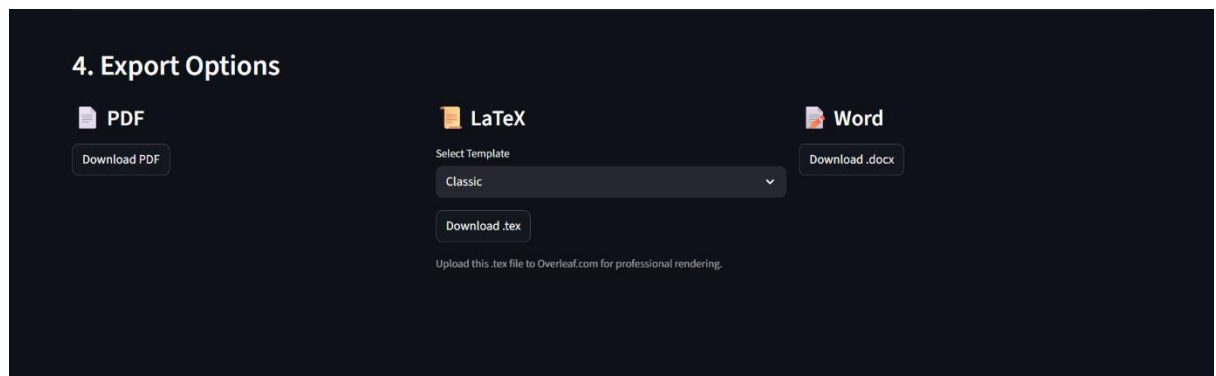 4. Export Options
PDF
Download PDF
LaTeX
Select Template
Classic
Download .tex
Upload this .tex file to Overleaf.com for professional rendering.
Word
Download .docx